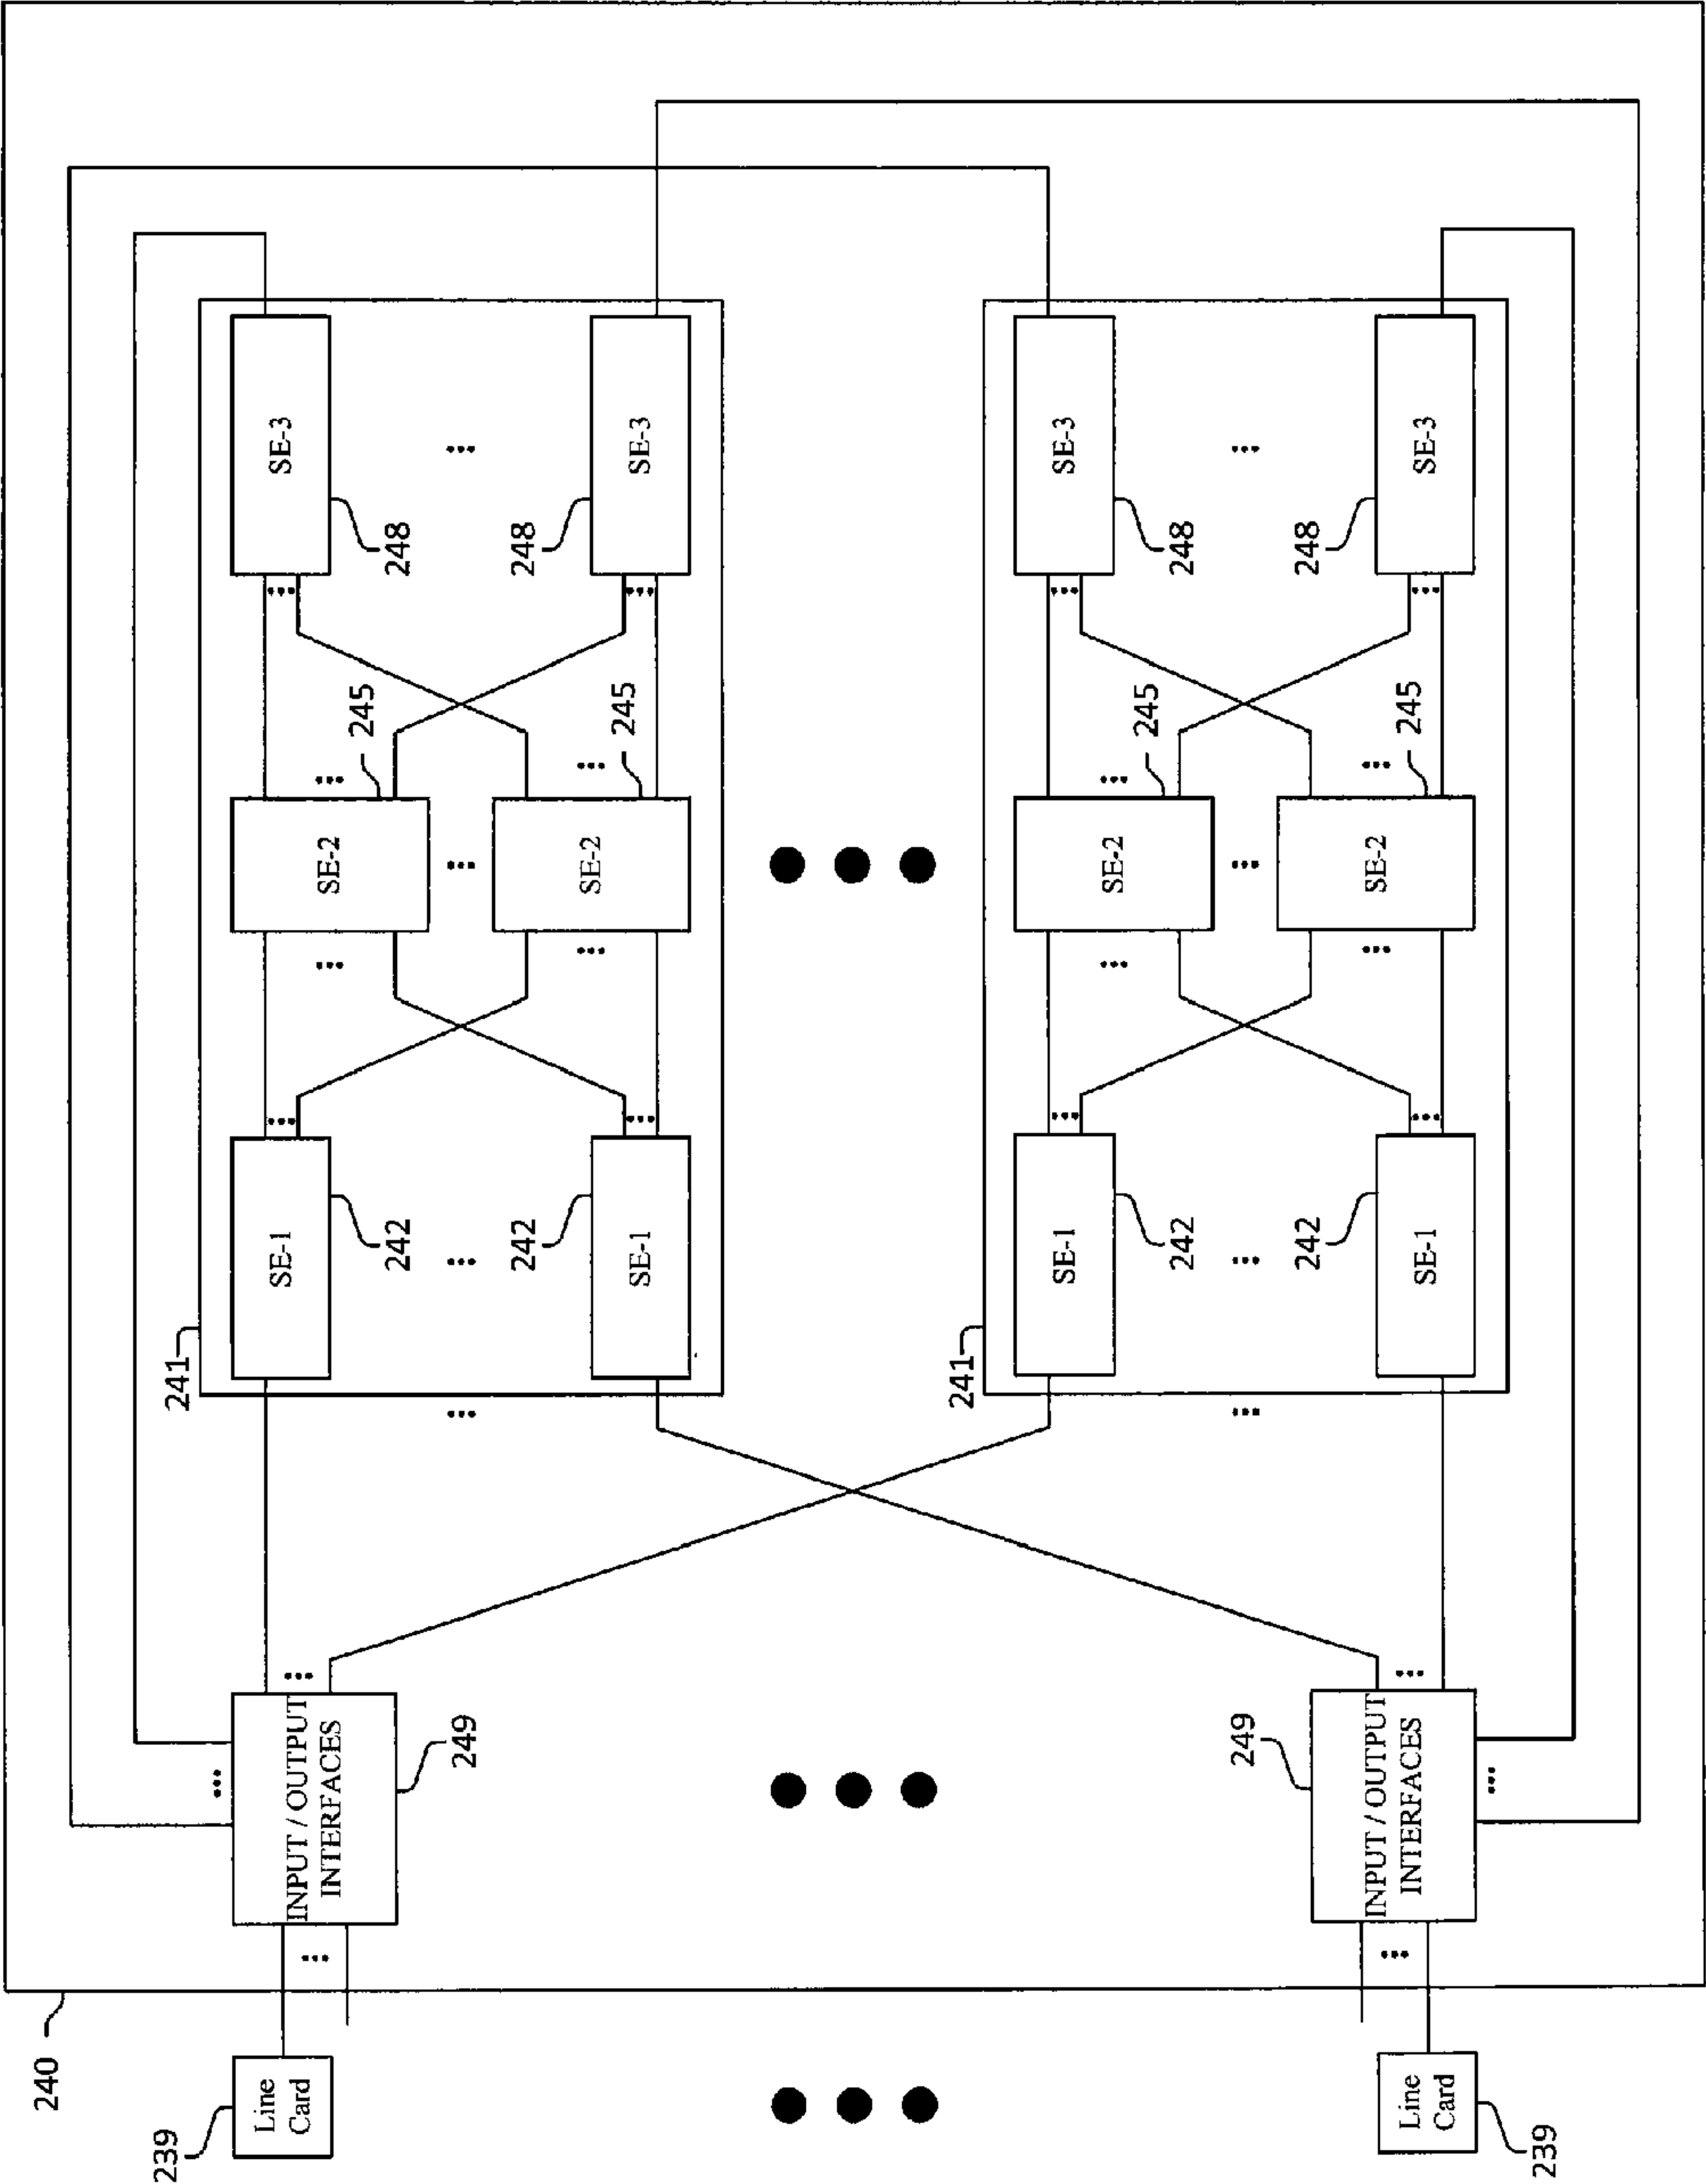 240
239
241
Line
Card
INPUT / OUTPUT
INTERFACES
SE-1
SE-2
SE-3
242
245
248
249
242
248
245
SE-1
SE-2
SE-3
241
SE-1
SE-2
SE-3
242
245
248
249
242
248
245
Line
Card
INPUT / OUTPUT
INTERFACES
SE-1
SE-2
SE-3
239